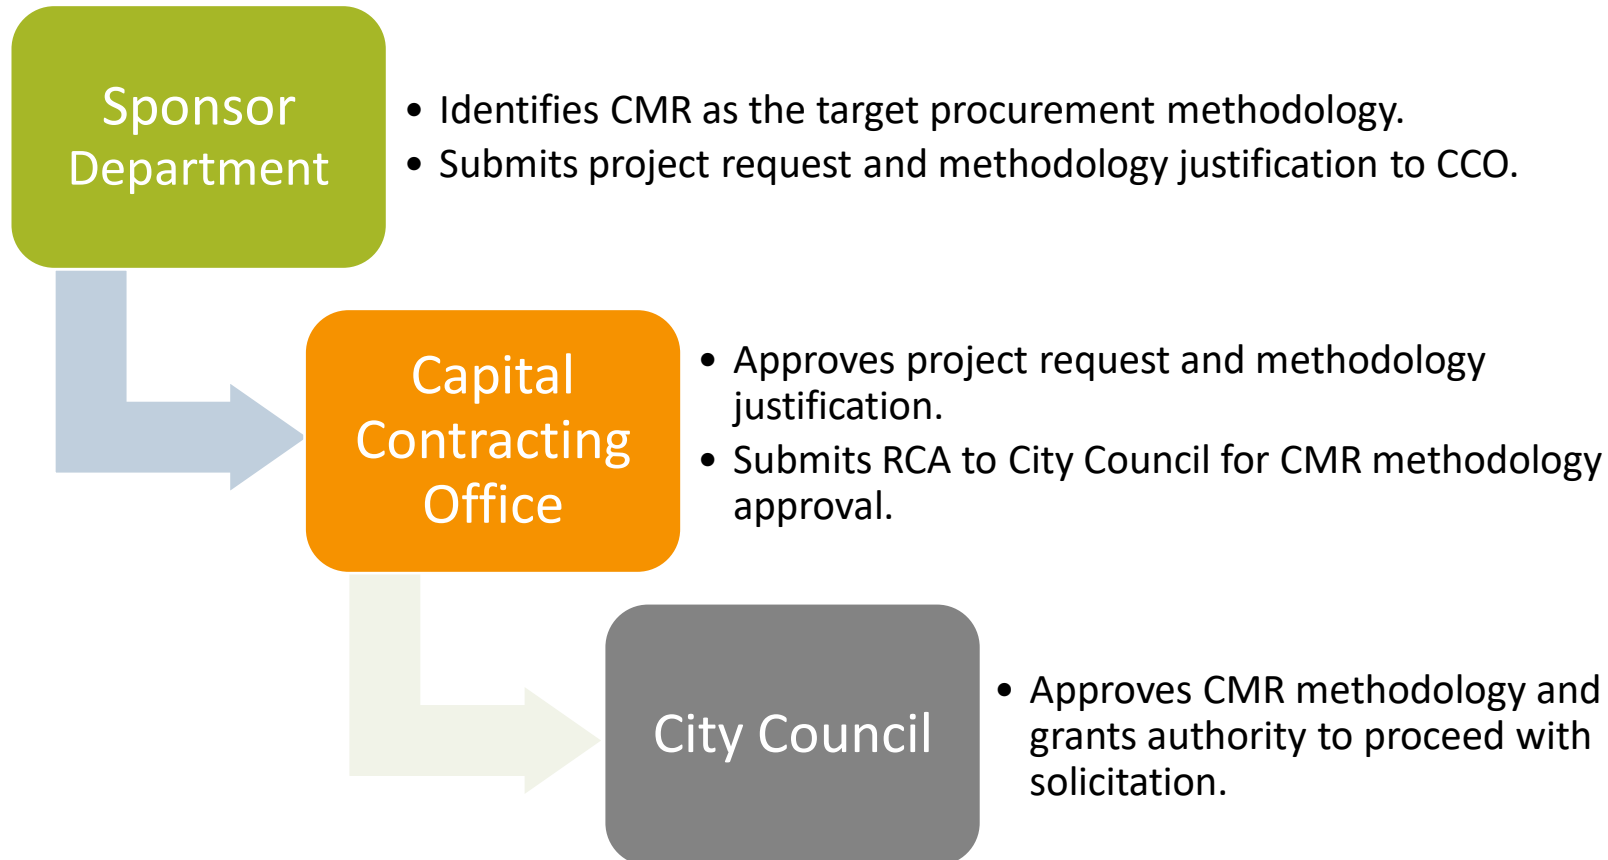 Sponsor
Department
• Identifies CMR as the target procurement methodology.
• Submits project request and methodology justification to CCO.
Capital
Contracting
Office
• Approves project request and methodology
justification.
• Submits RCA to City Council for CMR methodology
approval.
City Council
• Approves CMR methodology and
grants authority to proceed with
solicitation.